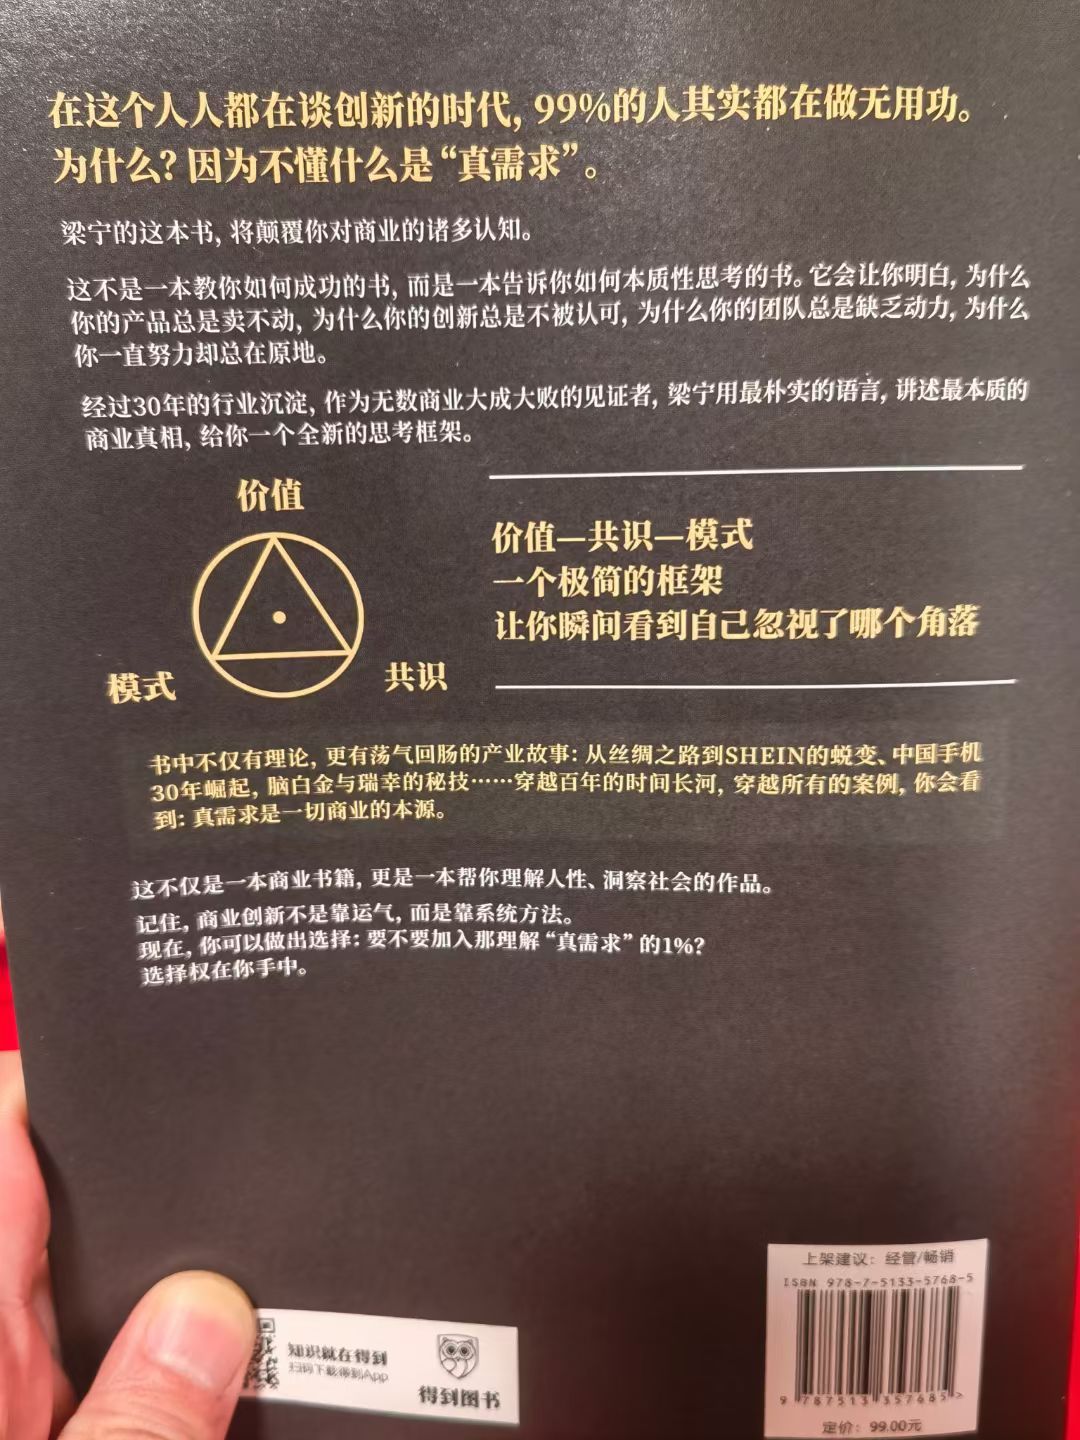 在这个人人都在谈创新的时代，99%的人其实都在做无用功。
为什么？因为不懂什么是“真需求”。
梁宁的这本书，将颠覆你对商业的诸多认知。
这不是一本教你如何成功的书，而是一本告诉你如何本质性思考的书。它会让你明白，为什么
你的产品总是卖不动，为什么你的创新总是不被认可，为什么你的团队总是缺乏动力，为什么
你一直努力却总在原地。
经过30年的行业沉淀，作为无数商业大成大败的见证者，梁宁用最朴实的语言，讲述最本质的
商业真相，给你一个全新的思考框架。
价值
模式
共识
价值—共识—模式
一个极简的框架
让你瞬间看到自己忽视了哪个角落
书中不仅有理论，更有荡气回肠的产业故事：从丝绸之路到SHEIN的蜕变、中国手机
30年崛起，脑白金与瑞幸的秘技……穿越百年的时间长河，穿越所有的案例，你会看
到：真需求是一切商业的本源。
这不仅是一本商业书籍，更是一本帮你理解人性、洞察社会的作品。
记住，商业创新不是靠运气，而是靠系统方法。
现在，你可以做出选择：要不要加入那理解“真需求”的1%？
选择权在你手中。
知识就在得到
扫码下载得到App
得到图书
上架建议：经管/畅销
ISBN 978-7-5133-5768-5
9 787513 357685 >
定价：99.00元